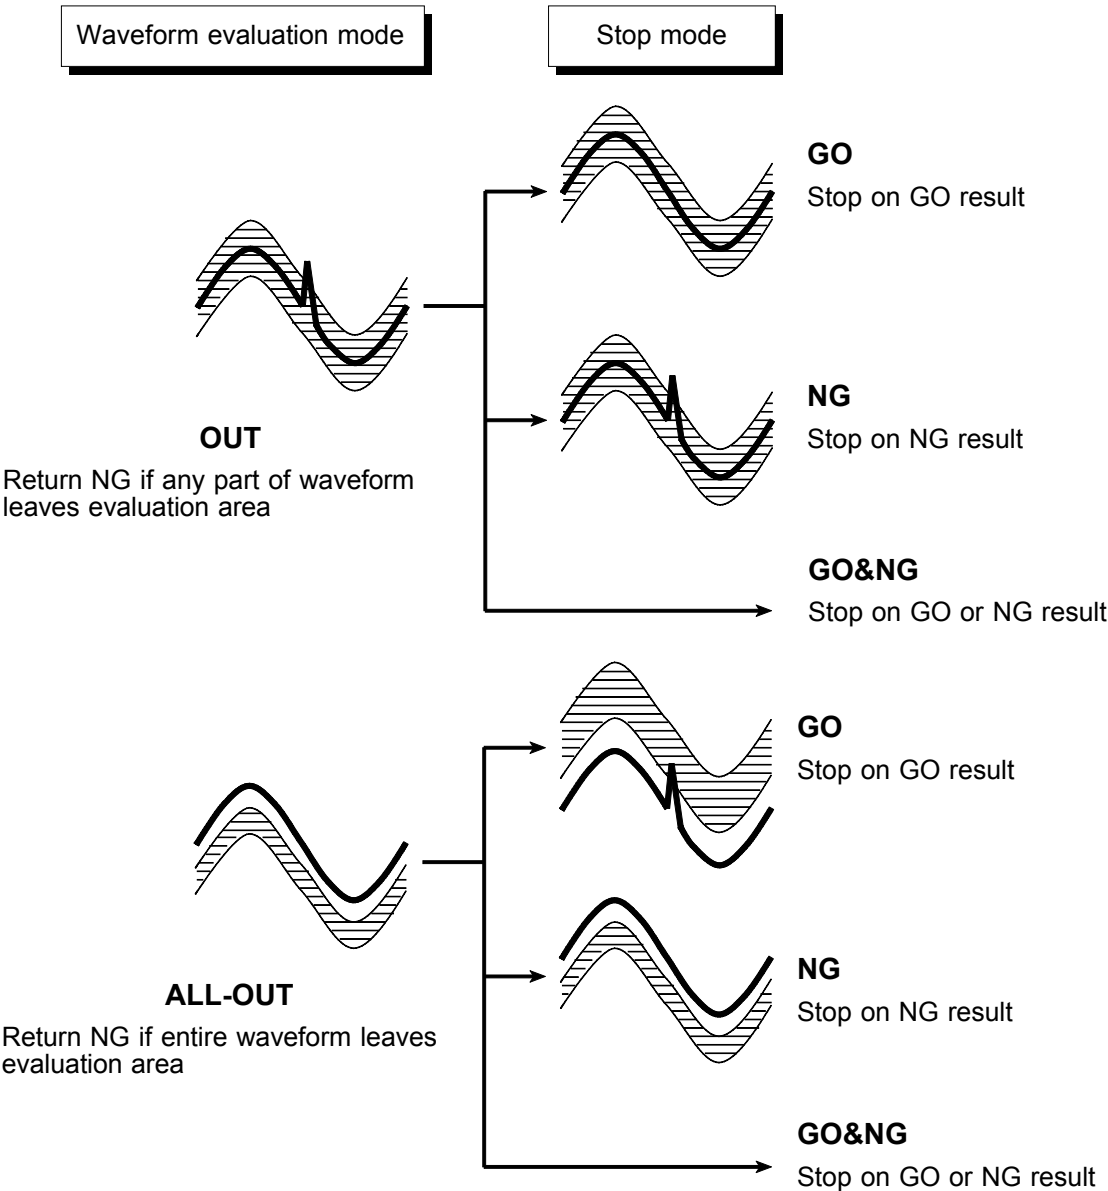 Waveform evaluation mode
Stop mode
GO
Stop on GO result
NG
Stop on NG result
OUT
Return NG if any part of waveform
leaves evaluation area
GO&NG
Stop on GO or NG result
GO
Stop on GO result
NG
Stop on NG result
ALL-OUT
Return NG if entire waveform leaves
evaluation area
GO&NG
Stop on GO or NG result